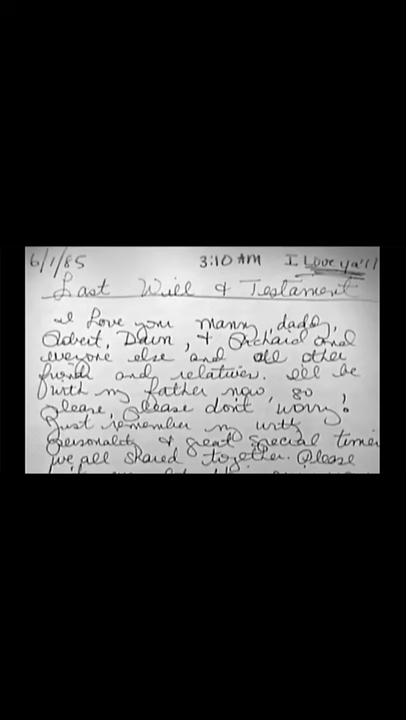 6/1/85 3:10 AM I Love ya'll
Last Will & Testament
I Love you mammy, daddy,
Robert, Dawn, & Richard and
everyone else and all other
friends and relatives. I'll be
with my father now, so
Please, Please don't worry!
Just remember my witty
personality & great special times
we all shared together. Please